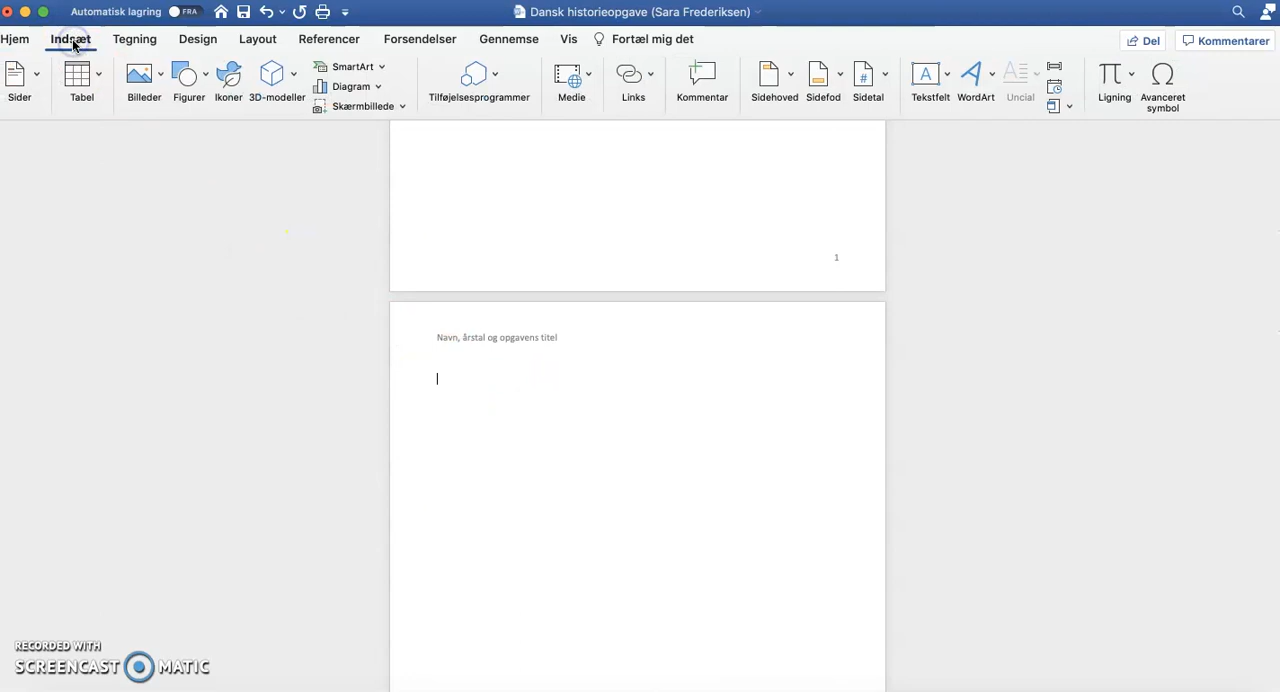 Automatisk lagring FRA Dansk historieopgave (Sara Frederiksen)
Hjem Indsæt Tegning Design Layout Referencer Forsendelser Gennemse Vis Fortæl mig det Del Kommentarer
Sider Tabel Billeder Figurer Ikoner 3D-modeller
SmartArt
Diagram
Skærmbillede
Tilføjelsesprogrammer Medie Links Kommentar Sidehoved Sidefod Sidetal Tekstfelt WordArt Uncial Ligning Avanceret
symbol
1
Navn, årstal og opgavens titel
RECORDED WITH
SCREENCAST MATIC